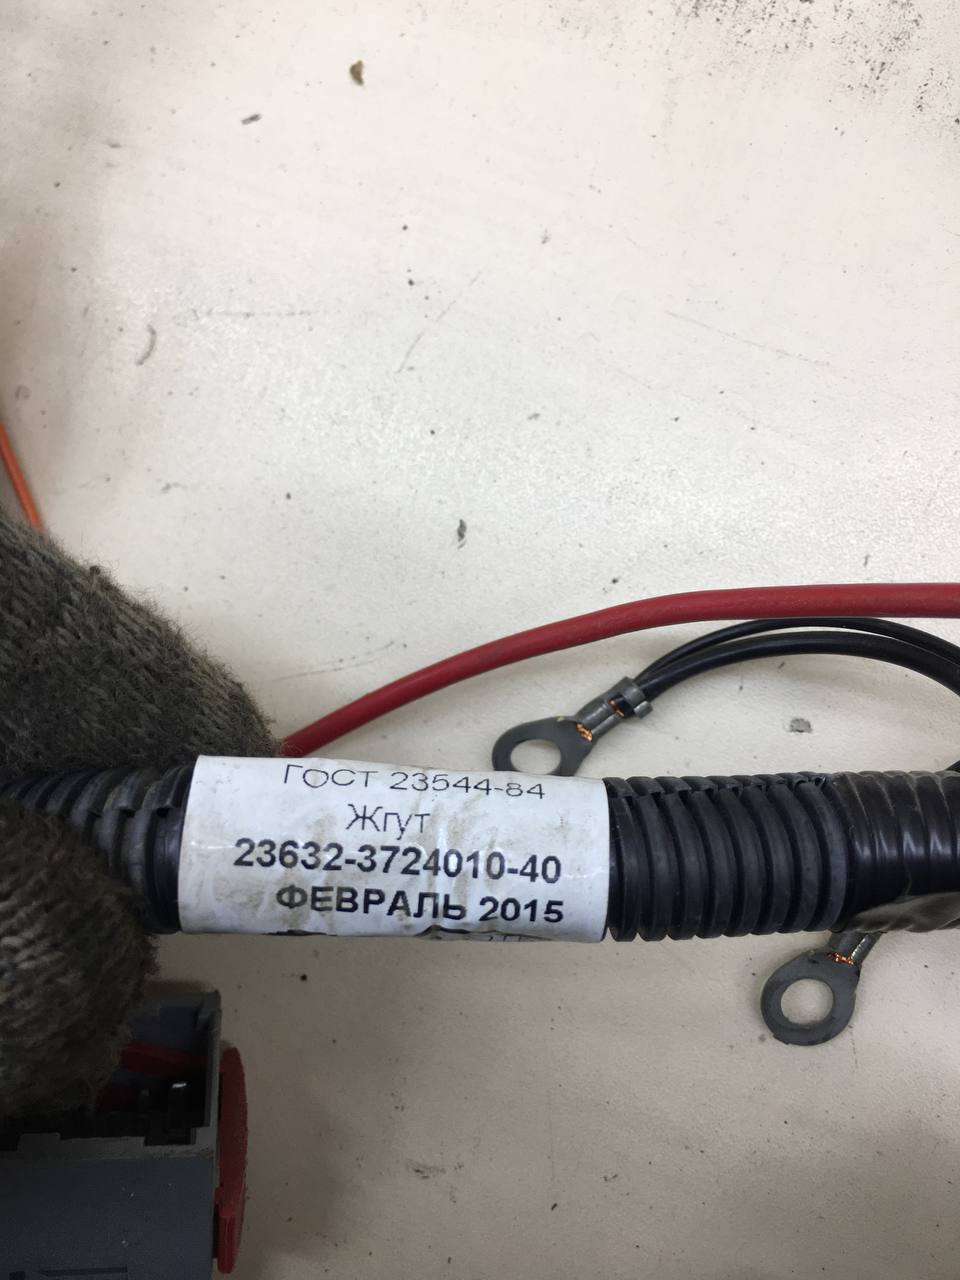 ГОСТ 23544-84
Жгут
23632-3724010-40
ФЕВРАЛЬ 2015